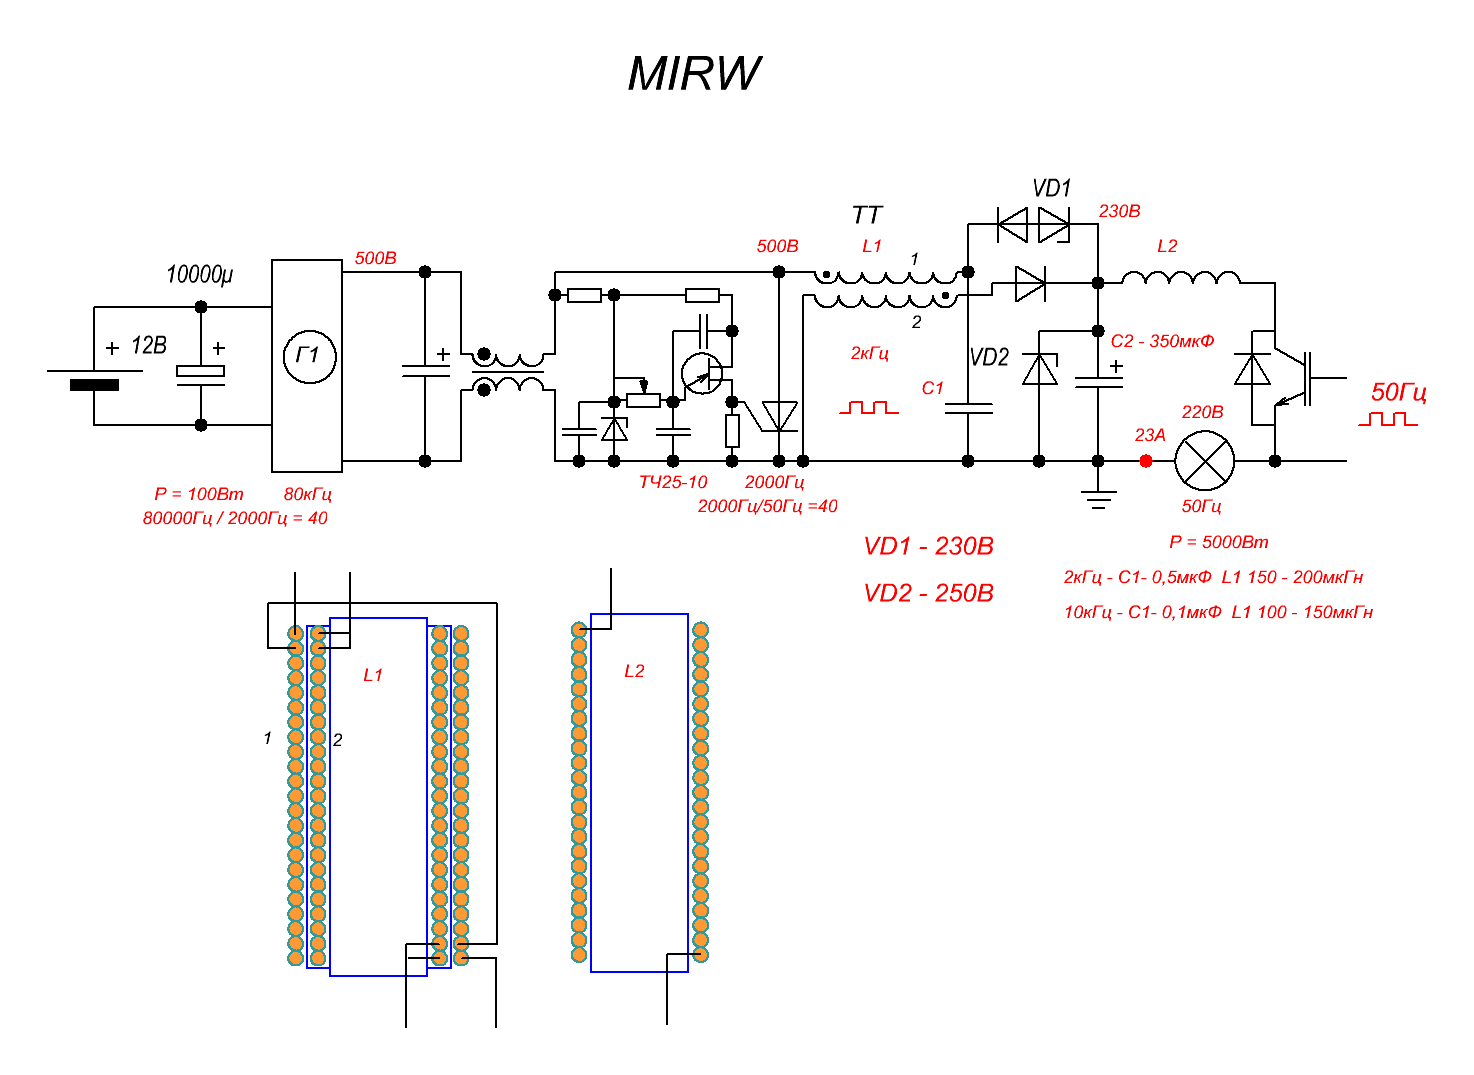 MIRW
VD1
230В
ТТ
500В
L1
1
L2
500В
10000µ
2
12В
+
+
Г1
+
2кГц
VD2
C2 - 350мкФ
+
C1
50Гц
220В
23А
P = 100Вт
80кГц
ТЧ25-10
2000Гц
80000Гц / 2000Гц = 40
2000Гц/50Гц =40
50Гц
VD1 - 230В
P = 5000Вт
VD2 - 250В
2кГц - C1- 0,5мкФ L1 150 - 200мкГн
10кГц - C1- 0,1мкФ L1 100 - 150мкГн
L1
L2
1
2